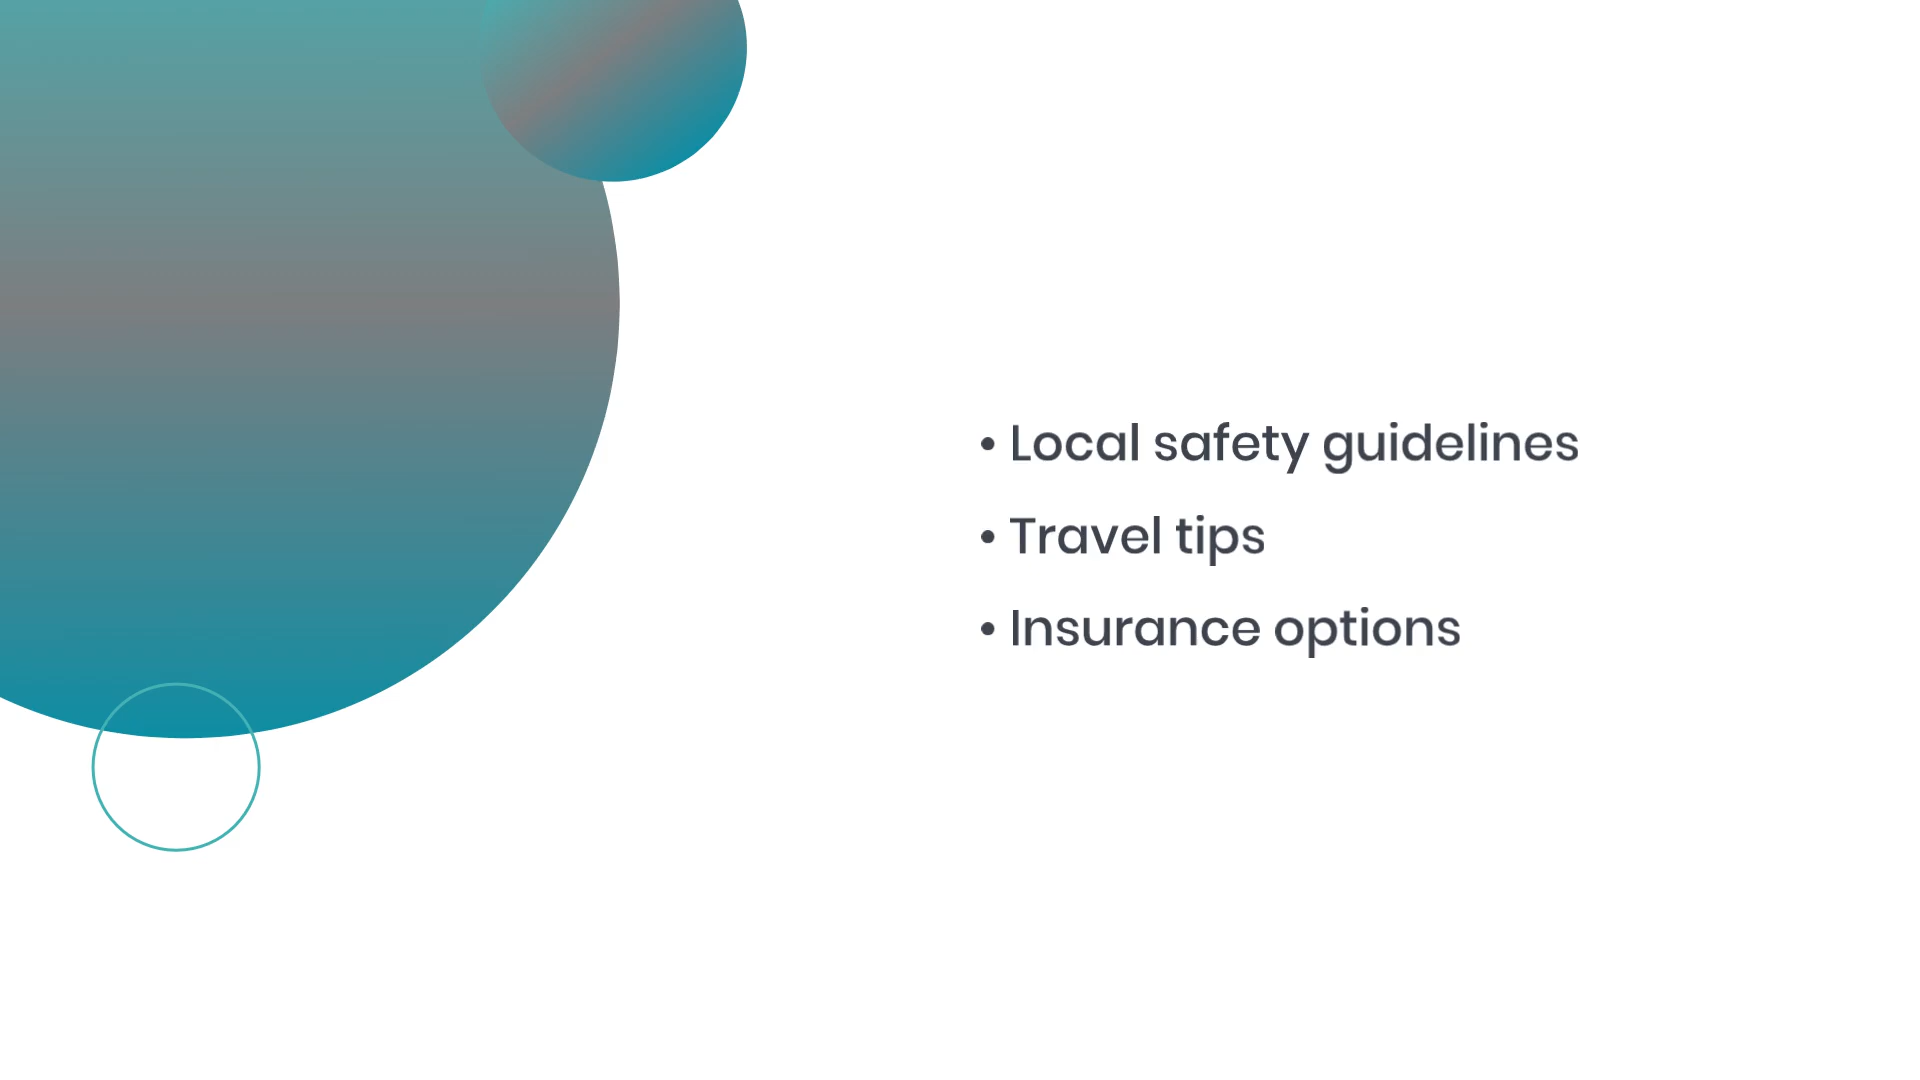 • Local safety guidelines
• Travel tips
• Insurance options